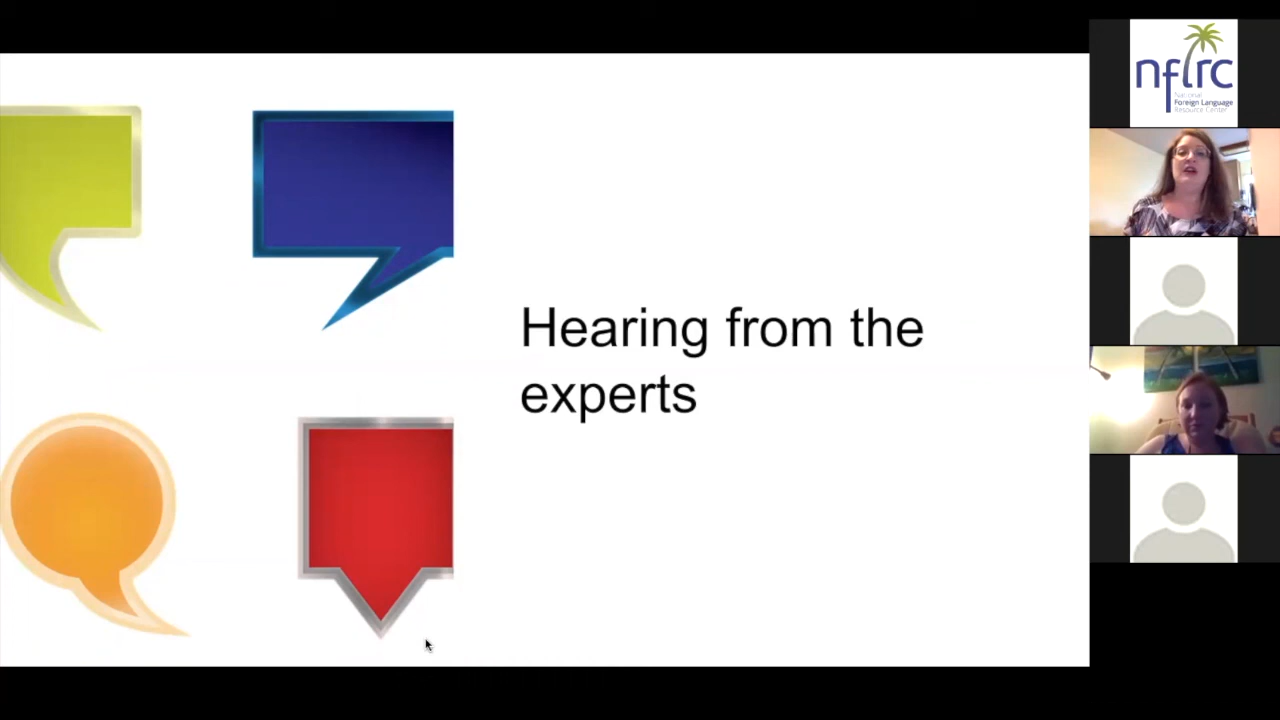 Hearing from the
experts
nflrc
National
Foreign Language
Resource Center